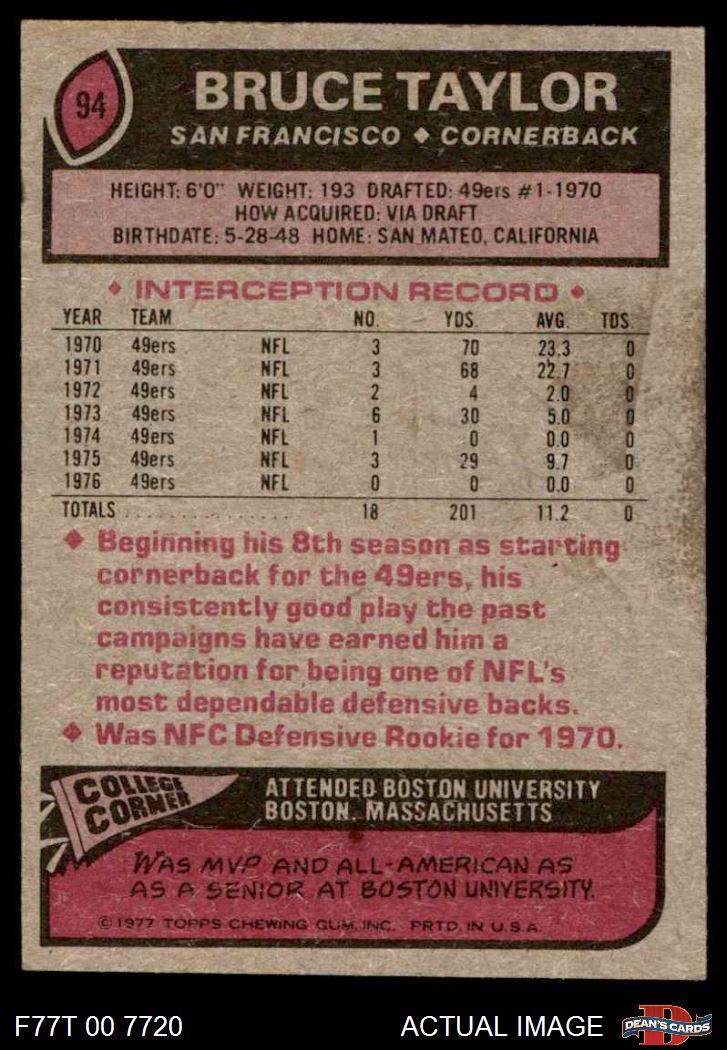 94
BRUCE TAYLOR
SAN FRANCISCO ◆ CORNERBACK
HEIGHT: 6'0" WEIGHT: 193 DRAFTED: 49ers #1-1970
HOW ACQUIRED: VIA DRAFT
BIRTHDATE: 5-28-48 HOME: SAN MATEO, CALIFORNIA
◆ INTERCEPTION RECORD ◆
YEAR TEAM NO. YDS. AVG. TDS.
1970 49ers NFL 3 70 23.3 0
1971 49ers NFL 3 68 22.7 0
1972 49ers NFL 2 4 2.0 0
1973 49ers NFL 6 30 5.0 0
1974 49ers NFL 1 0 0.0 0
1975 49ers NFL 3 29 9.7 0
1976 49ers NFL 0 0 0.0 0
TOTALS 18 201 11.2 0
◆ Beginning his 8th season as starting
cornerback for the 49ers, his
consistently good play the past
campaigns have earned him a
reputation for being one of NFL's
most dependable defensive backs.
◆ Was NFC Defensive Rookie for 1970.
COLLEGE
CORNER
ATTENDED BOSTON UNIVERSITY
BOSTON, MASSACHUSETTS
WAS MVP AND ALL-AMERICAN AS
AS A SENIOR AT BOSTON UNIVERSITY.
© 1977 TOPPS CHEWING GUM, INC. PRTD. IN U.S.A.
F77T 00 7720
ACTUAL IMAGE
D
DEAN'S CARDS